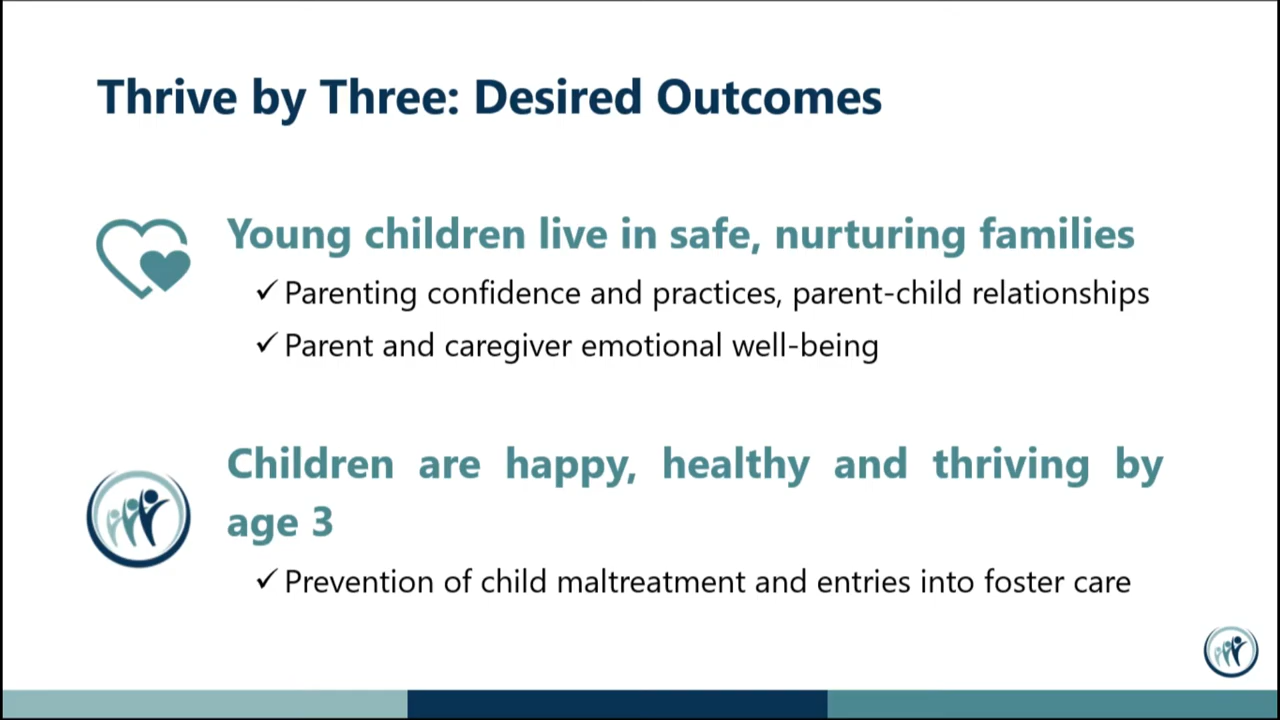 Thrive by Three: Desired Outcomes
Young children live in safe, nurturing families
✓ Parenting confidence and practices, parent-child relationships
✓ Parent and caregiver emotional well-being
Children are happy, healthy and thriving by
age 3
✓ Prevention of child maltreatment and entries into foster care